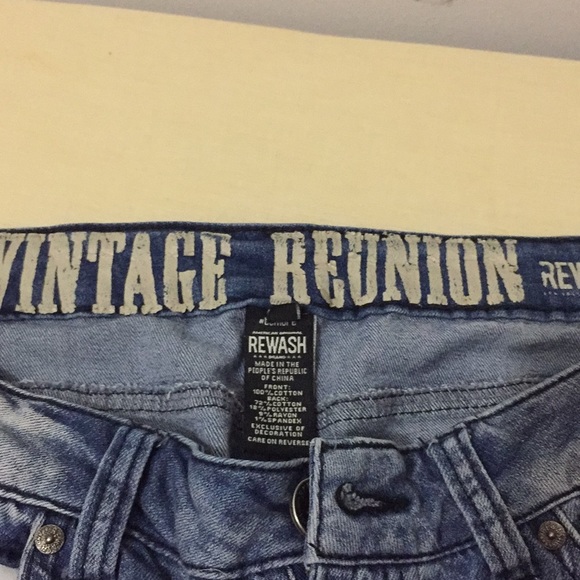 VINTAGE REUNION REW
REWASH
BRAND
MADE IN THE
PEOPLE'S REPUBLIC
OF CHINA
FRONT:
100% COTTON
BACK:
72% COTTON
18% POLYESTER
9% RAYON
1% SPANDEX
EXCLUSIVE OF
DECORATION
CARE ON REVERSE